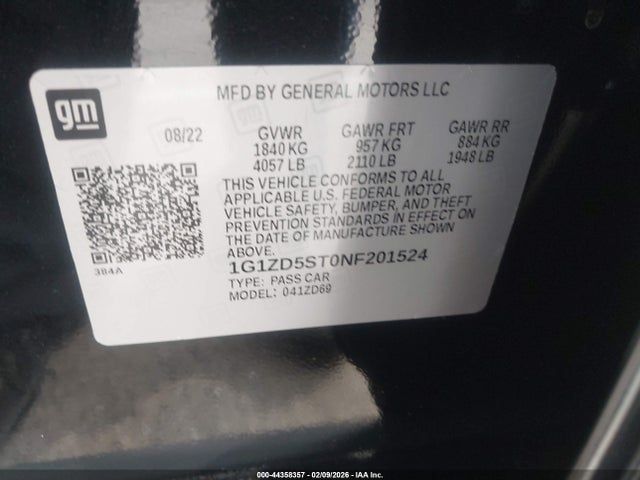 gm
MFD BY GENERAL MOTORS LLC
08/22 GVWR GAWR FRT GAWR RR
1840 KG 957 KG 884 KG
4057 LB 2110 LB 1948 LB
THIS VEHICLE CONFORMS TO ALL
APPLICABLE U.S. FEDERAL MOTOR
VEHICLE SAFETY, BUMPER, AND THEFT
PREVENTION STANDARDS IN EFFECT ON
THE DATE OF MANUFACTURE SHOWN
ABOVE.
1G1ZD5ST0NF201524
TYPE: PASS CAR
MODEL: 041ZD69
384A
000-44358357 - 02/09/2026 - IAA Inc.